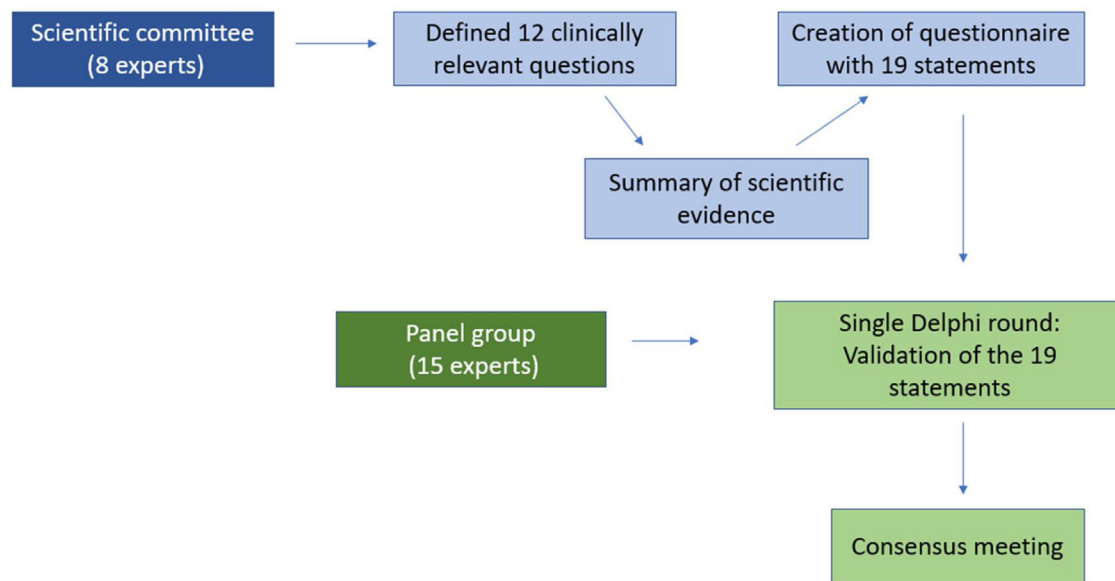 Scientific committee
(8 experts)
Defined 12 clinically
relevant questions
Creation of questionnaire
with 19 statements
Summary of scientific
evidence
Panel group
(15 experts)
Single Delphi round:
Validation of the 19
statements
Consensus meeting